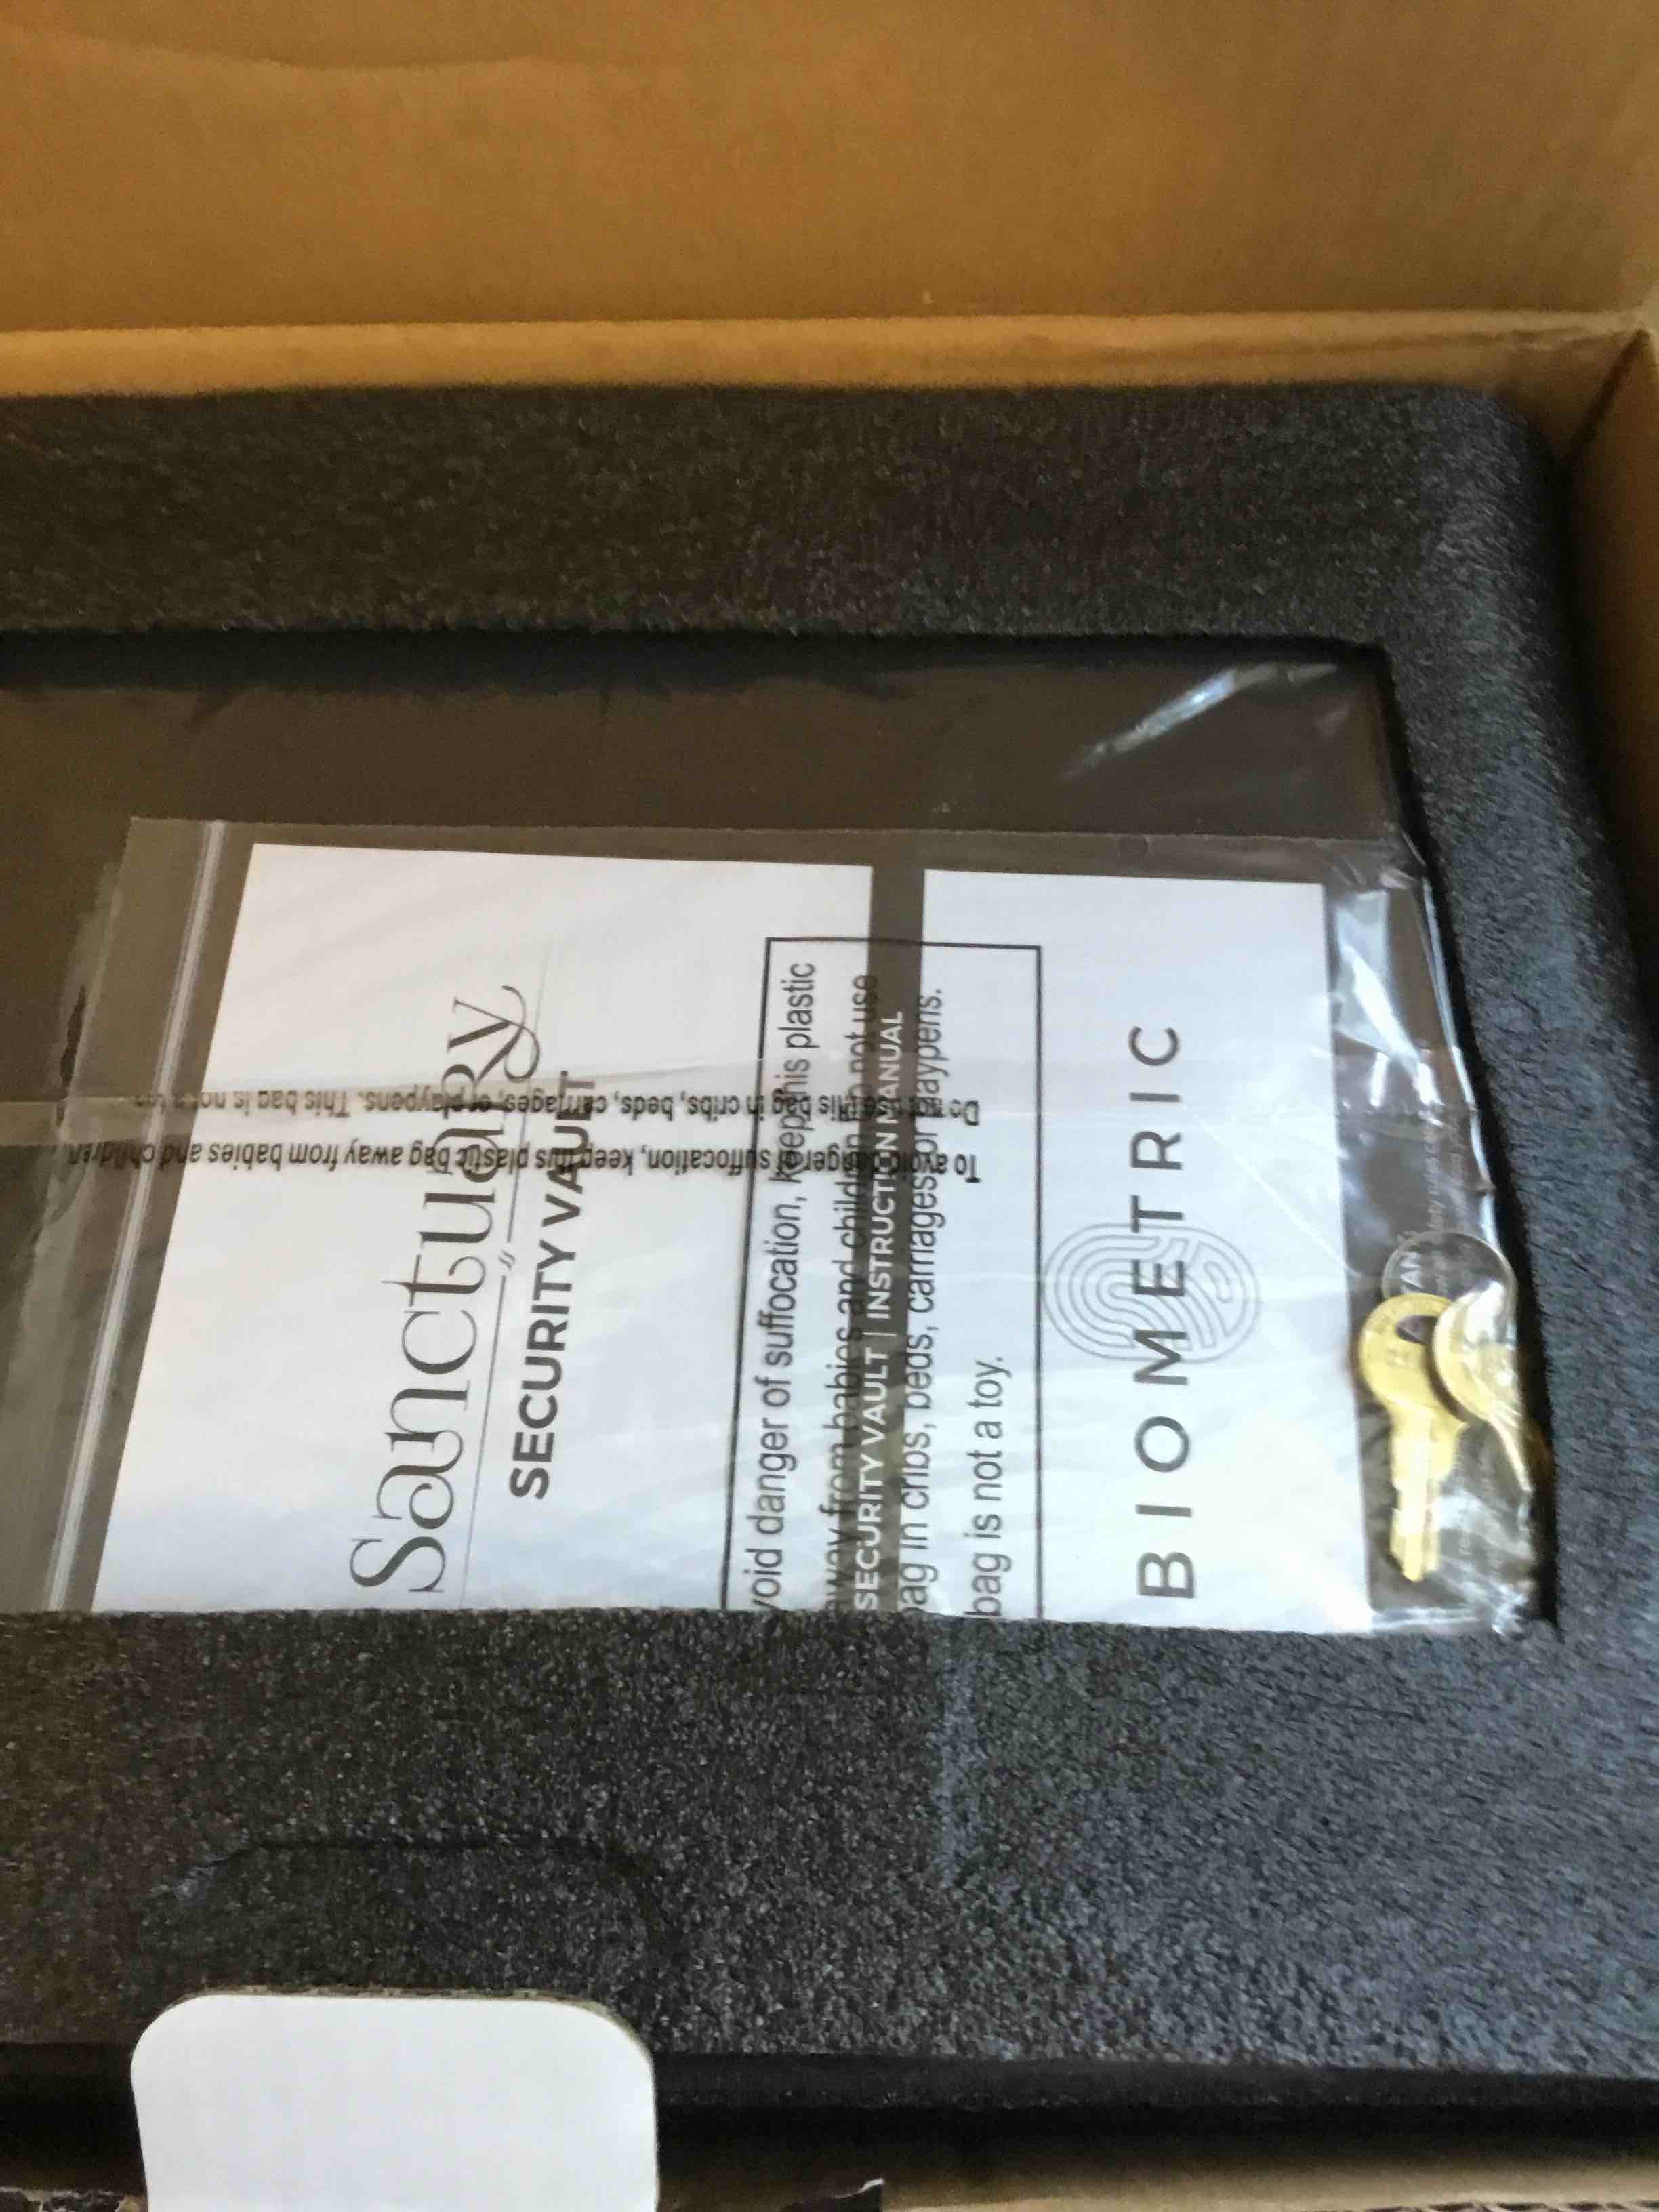 Sanctuary
SECURITY VAULT
void danger of suffocation, keep this plastic
away from babies and children do not use
SECURITY VAULT | INSTRUCTION MANUAL
bag in cribs, beds, carriages or playpens.
bag is not a toy.
BIOMETRIC
To avoid danger of suffocation, keep this plastic bag away from babies and children
Do not use this bag in cribs, beds, carriages, or playpens. This bag is not a